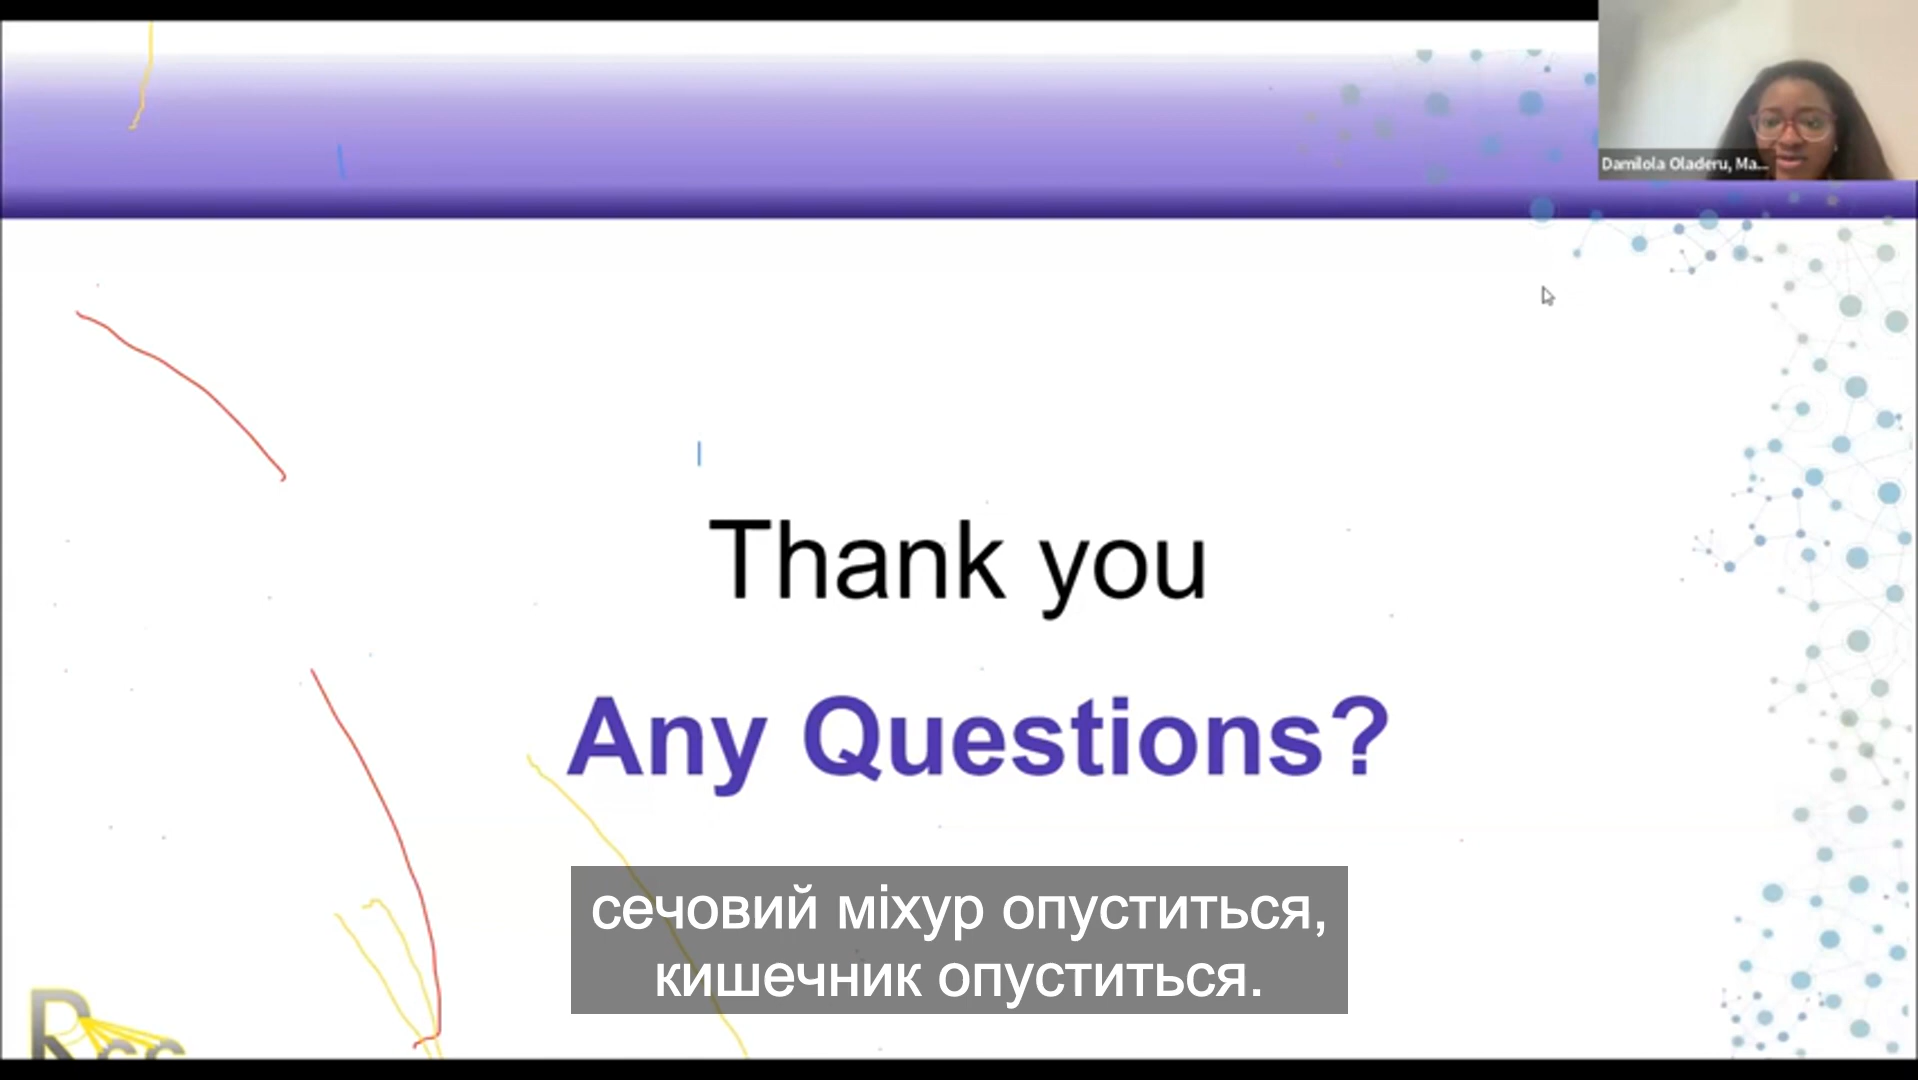 Damilola Oladeru, Ma...
Thank you
Any Questions?
сечовий міхур опуститься,
кишечник опуститься.